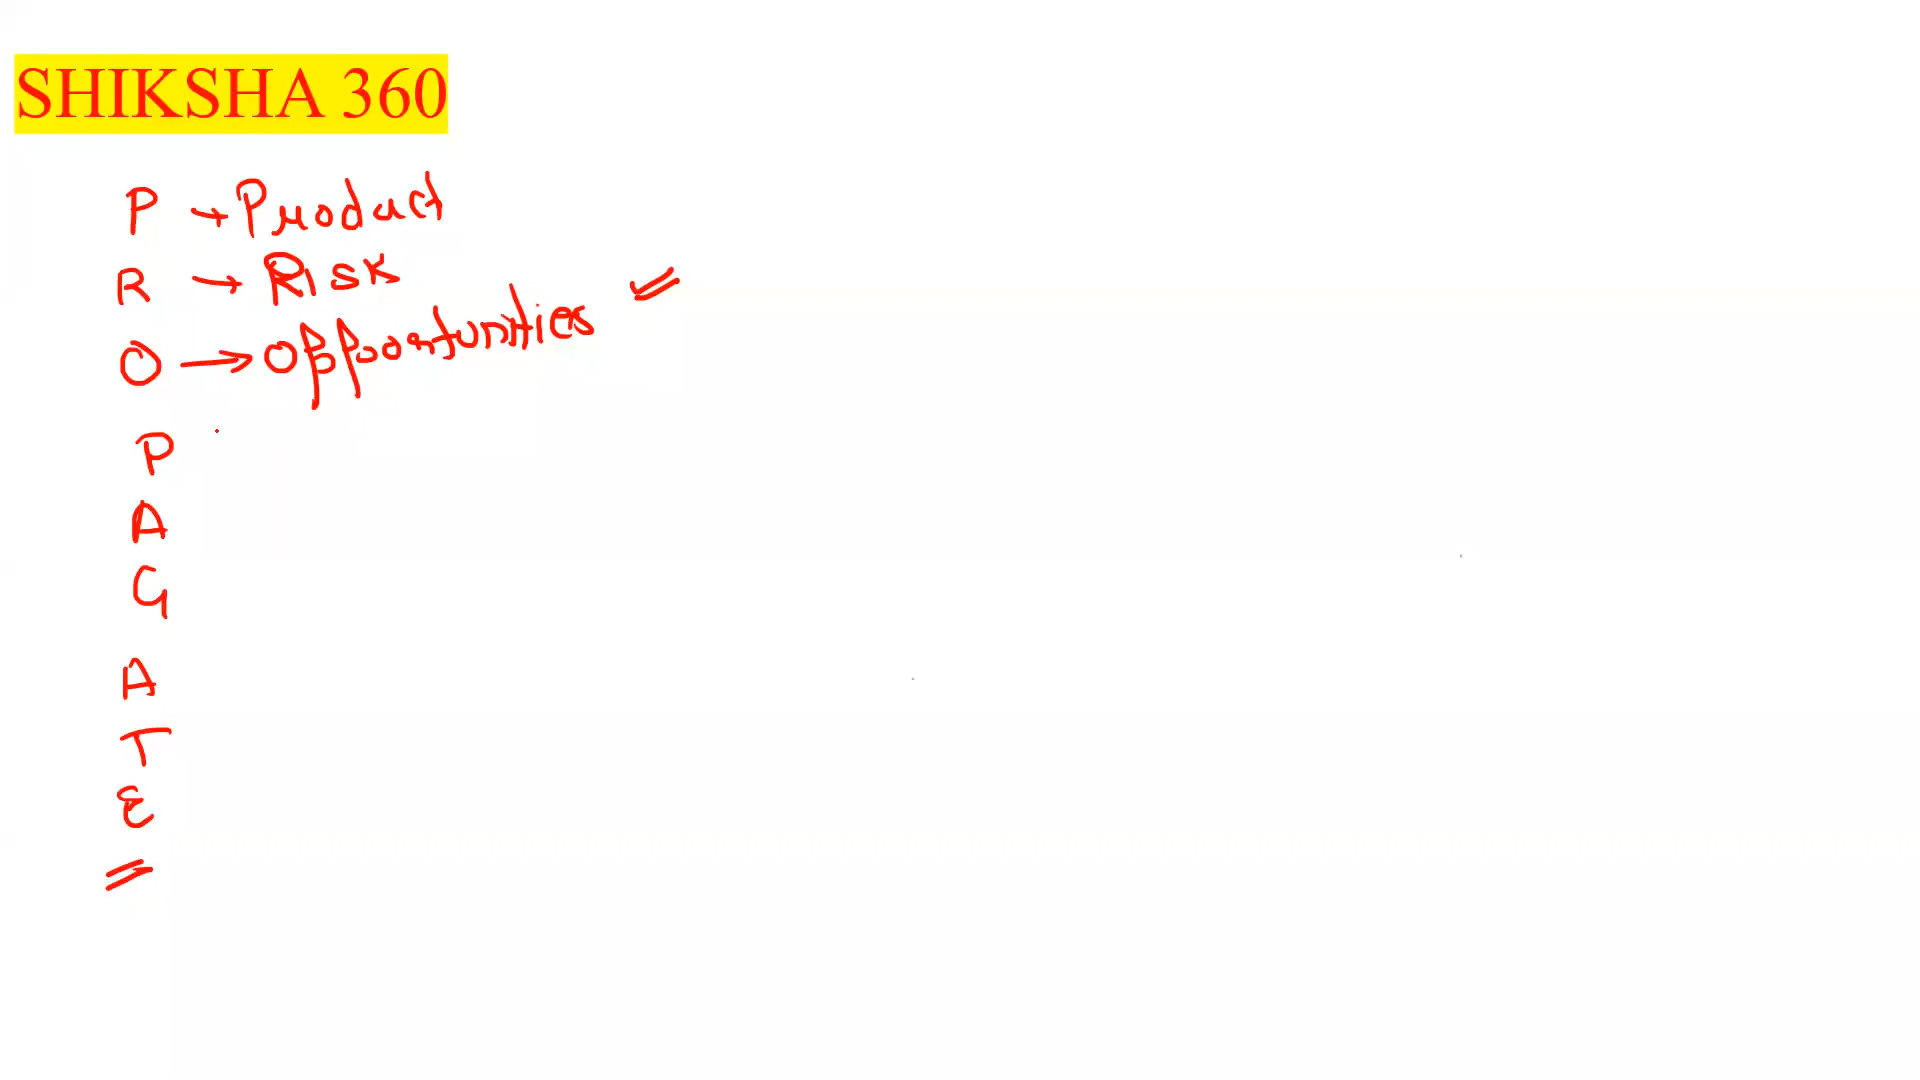 SHIKSHA 360
P → Product
R → Risk
O → Opportunities
P
A
G
A
T
E